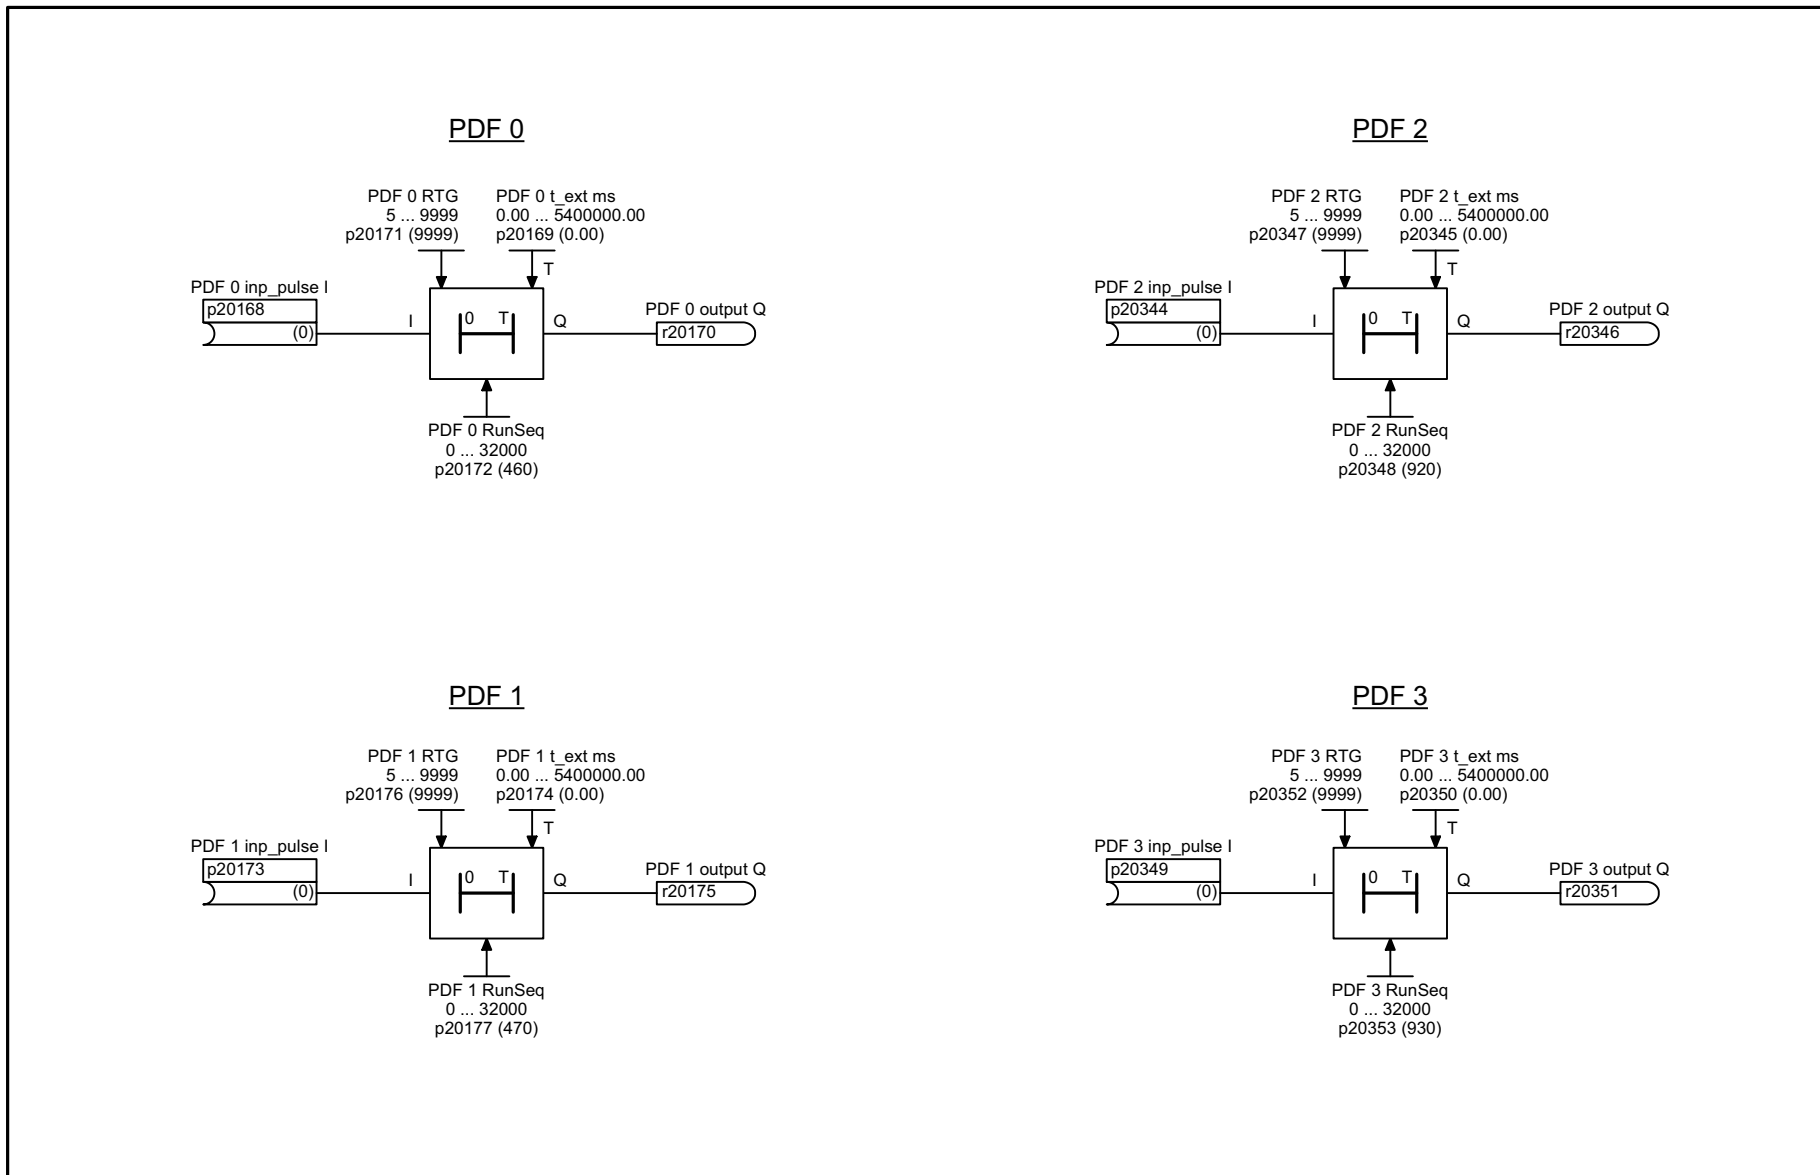 PDF 0
PDF 0 RTG
5 ... 9999
p20171 (9999)
PDF 0 t_ext ms
0.00 ... 5400000.00
p20169 (0.00)
T
PDF 0 inp_pulse I
p20168
(0)
I
0 T
Q
PDF 0 output Q
r20170
PDF 0 RunSeq
0 ... 32000
p20172 (460)
PDF 2
PDF 2 RTG
5 ... 9999
p20347 (9999)
PDF 2 t_ext ms
0.00 ... 5400000.00
p20345 (0.00)
T
PDF 2 inp_pulse I
p20344
(0)
I
0 T
Q
PDF 2 output Q
r20346
PDF 2 RunSeq
0 ... 32000
p20348 (920)
PDF 1
PDF 1 RTG
5 ... 9999
p20176 (9999)
PDF 1 t_ext ms
0.00 ... 5400000.00
p20174 (0.00)
T
PDF 1 inp_pulse I
p20173
(0)
I
0 T
Q
PDF 1 output Q
r20175
PDF 1 RunSeq
0 ... 32000
p20177 (470)
PDF 3
PDF 3 RTG
5 ... 9999
p20352 (9999)
PDF 3 t_ext ms
0.00 ... 5400000.00
p20350 (0.00)
T
PDF 3 inp_pulse I
p20349
(0)
I
0 T
Q
PDF 3 output Q
r20351
PDF 3 RunSeq
0 ... 32000
p20353 (930)